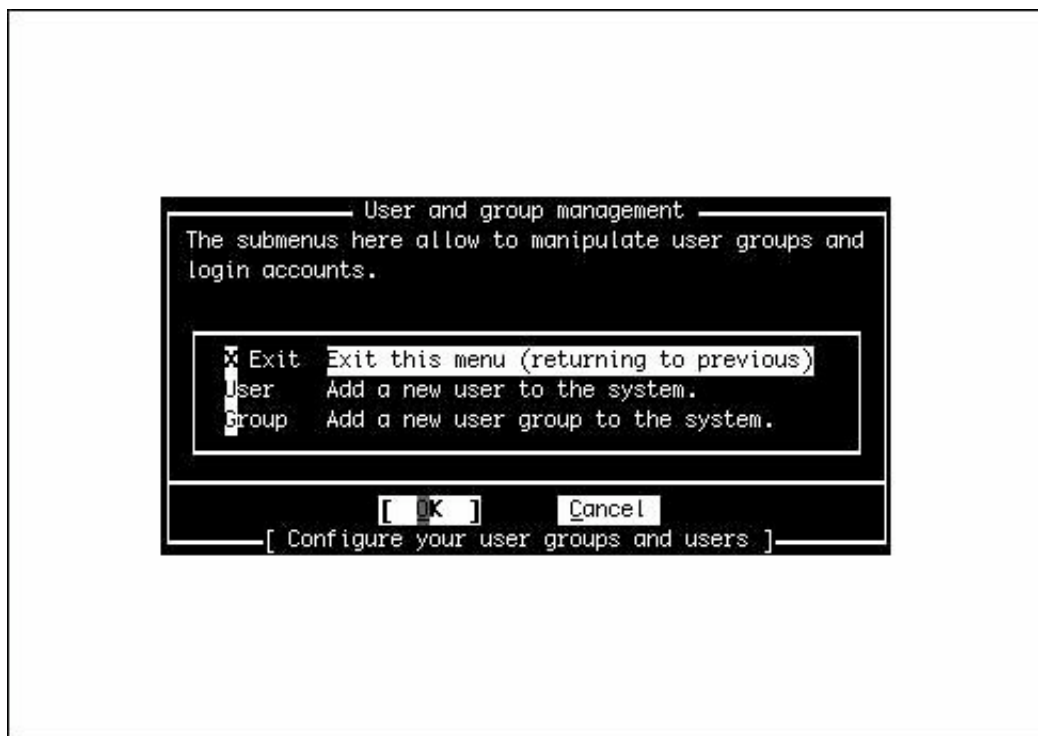 User and group management
The submenus here allow to manipulate user groups and
login accounts.
X Exit Exit this menu (returning to previous)
User Add a new user to the system.
Group Add a new user group to the system.
[ OK ] Cancel
[ Configure your user groups and users ]